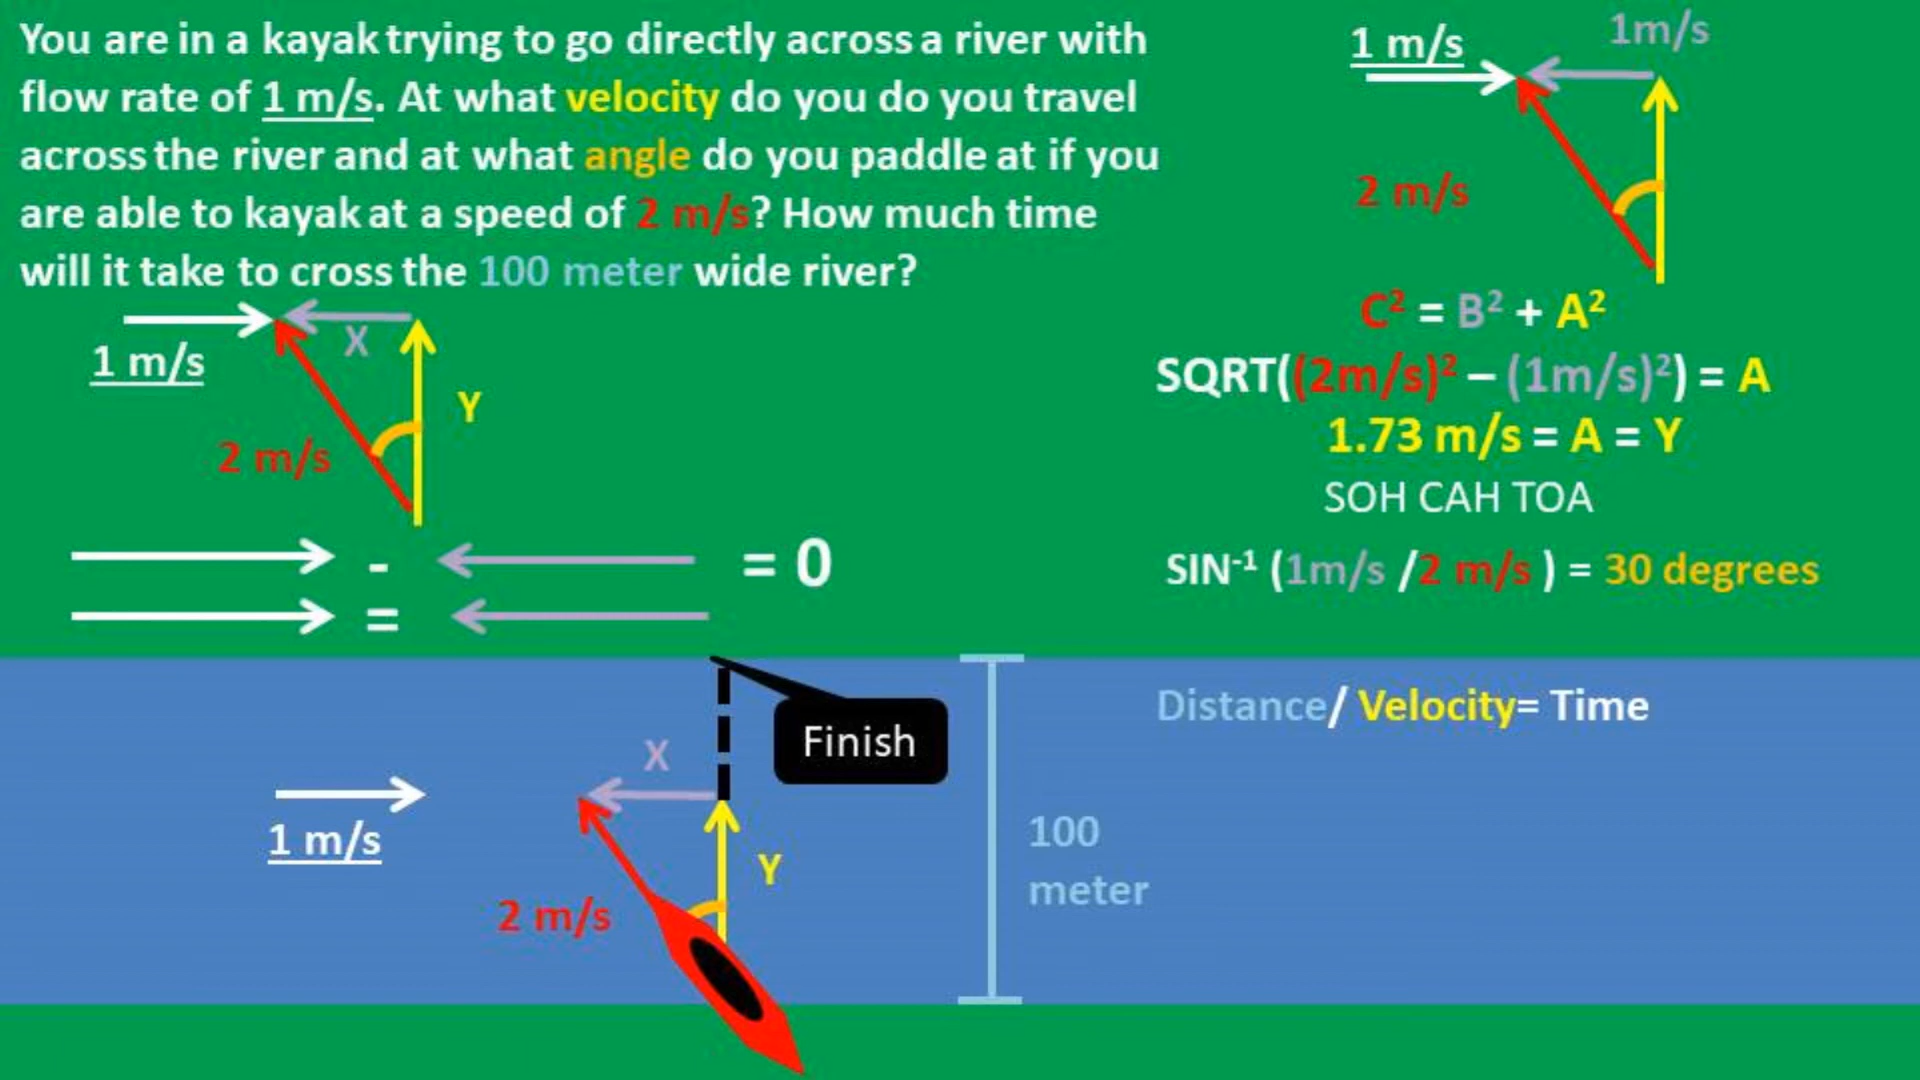 You are in a kayak trying to go directly across a river with
flow rate of 1 m/s. At what velocity do you do you travel
across the river and at what angle do you paddle at if you
are able to kayak at a speed of 2 m/s? How much time
will it take to cross the 100 meter wide river?
1 m/s
X
Y
2 m/s
- = 0
=
1 m/s
1m/s
2 m/s
C² = B² + A²
SQRT((2m/s)² – (1m/s)²) = A
1.73 m/s = A = Y
SOH CAH TOA
SIN⁻¹ (1m/s /2 m/s ) = 30 degrees
Finish
X
1 m/s
Y
2 m/s
100
meter
Distance/ Velocity= Time